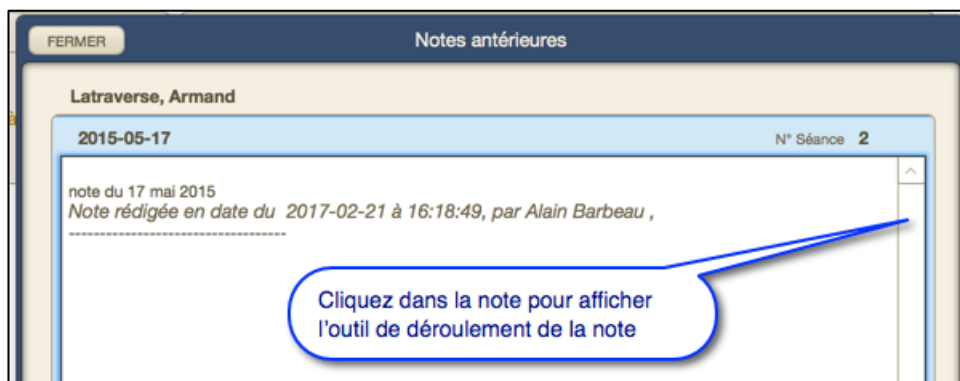 FERMER
Notes antérieures
Latraverse, Armand
2015-05-17
N° Séance 2
note du 17 mai 2015
Note rédigée en date du 2017-02-21 à 16:18:49, par Alain Barbeau ,
-----------------------------------
Cliquez dans la note pour afficher
l'outil de déroulement de la note